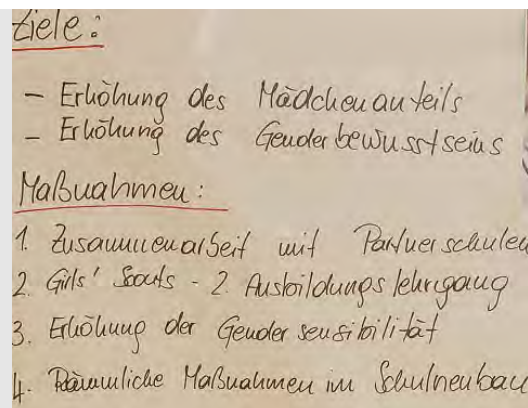 Ziele:
- Erhöhung des Mädchenanteils
- Erhöhung des Genderbewusstseins
Maßnahmen:
1. Zusammenarbeit mit Partnerschulen
2. Girls' Scouts - 2. Ausbildungslehrgang
3. Erhöhung der Gendersensibilität
4. Räumliche Maßnahmen im Schulneubau